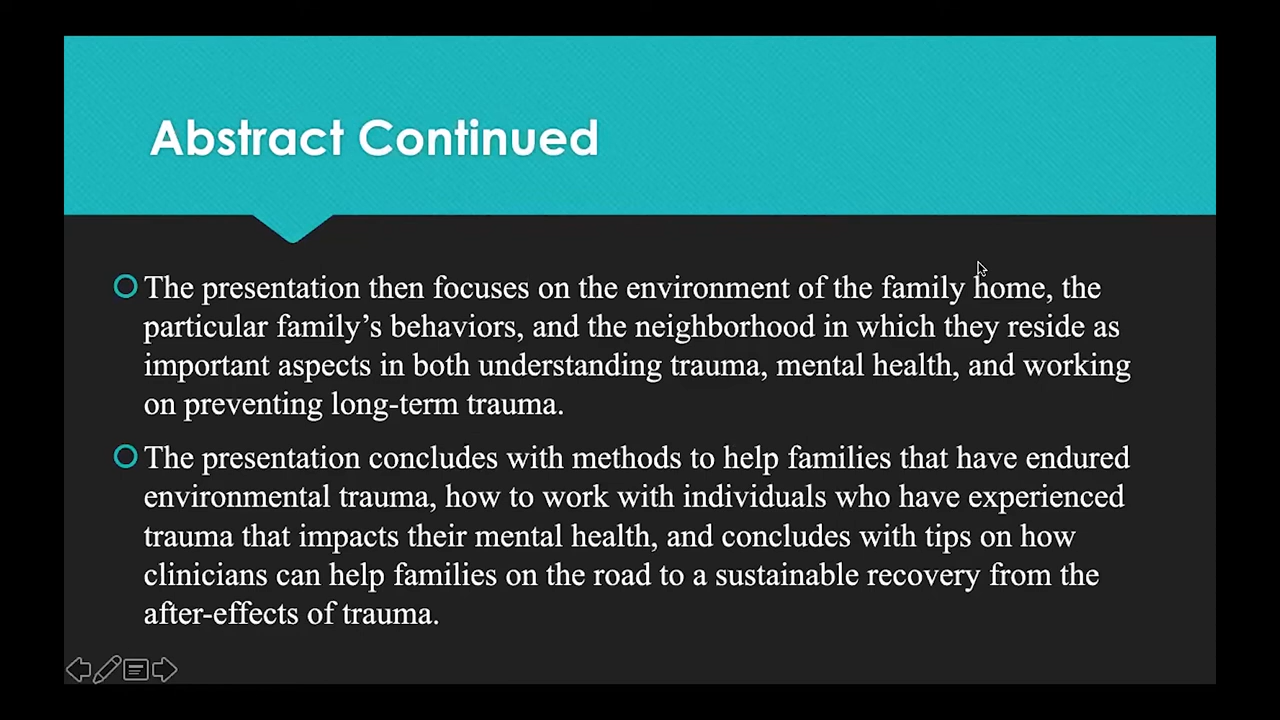 Abstract Continued
The presentation then focuses on the environment of the family home, the
particular family’s behaviors, and the neighborhood in which they reside as
important aspects in both understanding trauma, mental health, and working
on preventing long-term trauma.
The presentation concludes with methods to help families that have endured
environmental trauma, how to work with individuals who have experienced
trauma that impacts their mental health, and concludes with tips on how
clinicians can help families on the road to a sustainable recovery from the
after-effects of trauma.